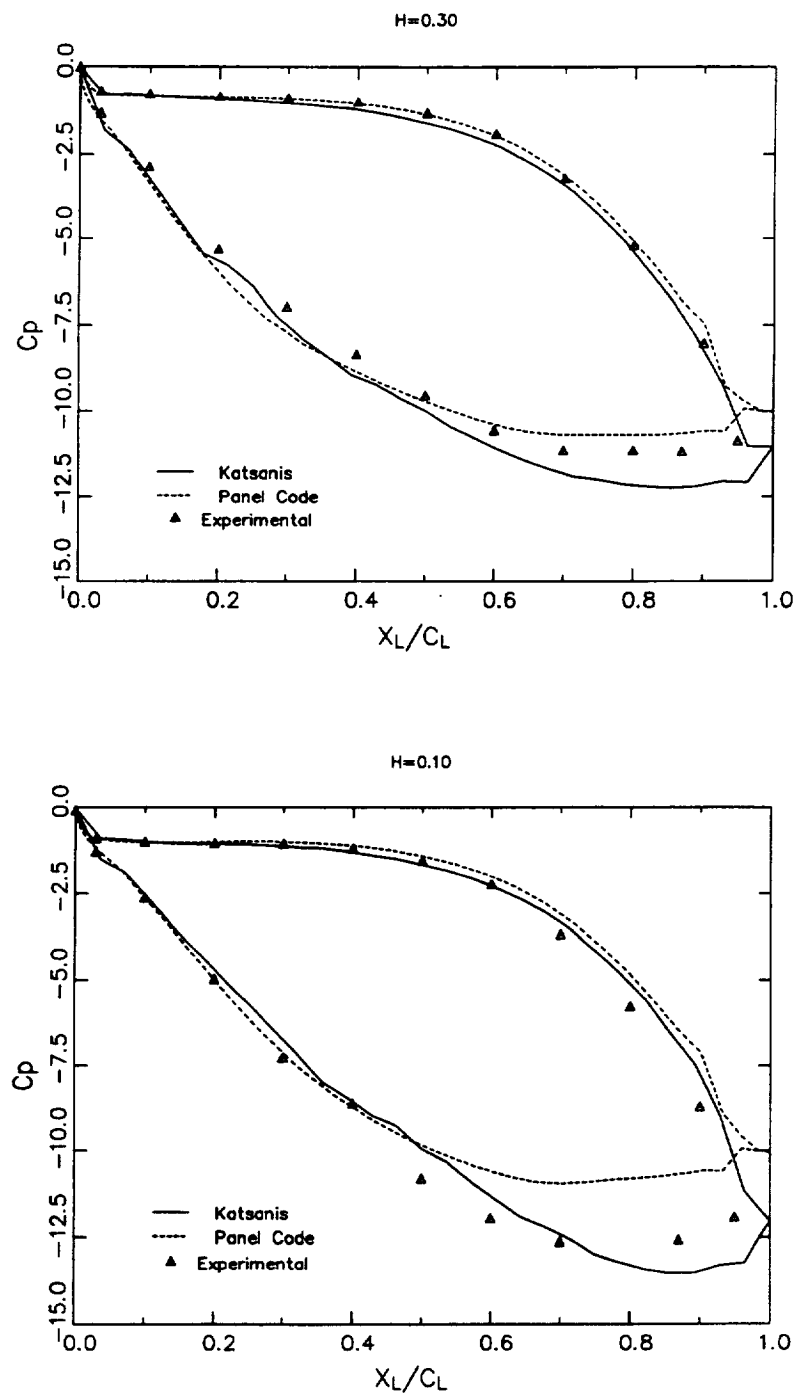 H=0.30
0.0
-2.5
-5.0
-7.5
-10.0
-12.5
-15.0
Cp
Katsanis
Panel Code
Experimental
0.0 0.2 0.4 0.6 0.8 1.0
XL/CL
H=0.10
0.0
-2.5
-5.0
-7.5
-10.0
-12.5
-15.0
Cp
Katsanis
Panel Code
Experimental
0.0 0.2 0.4 0.6 0.8 1.0
XL/CL